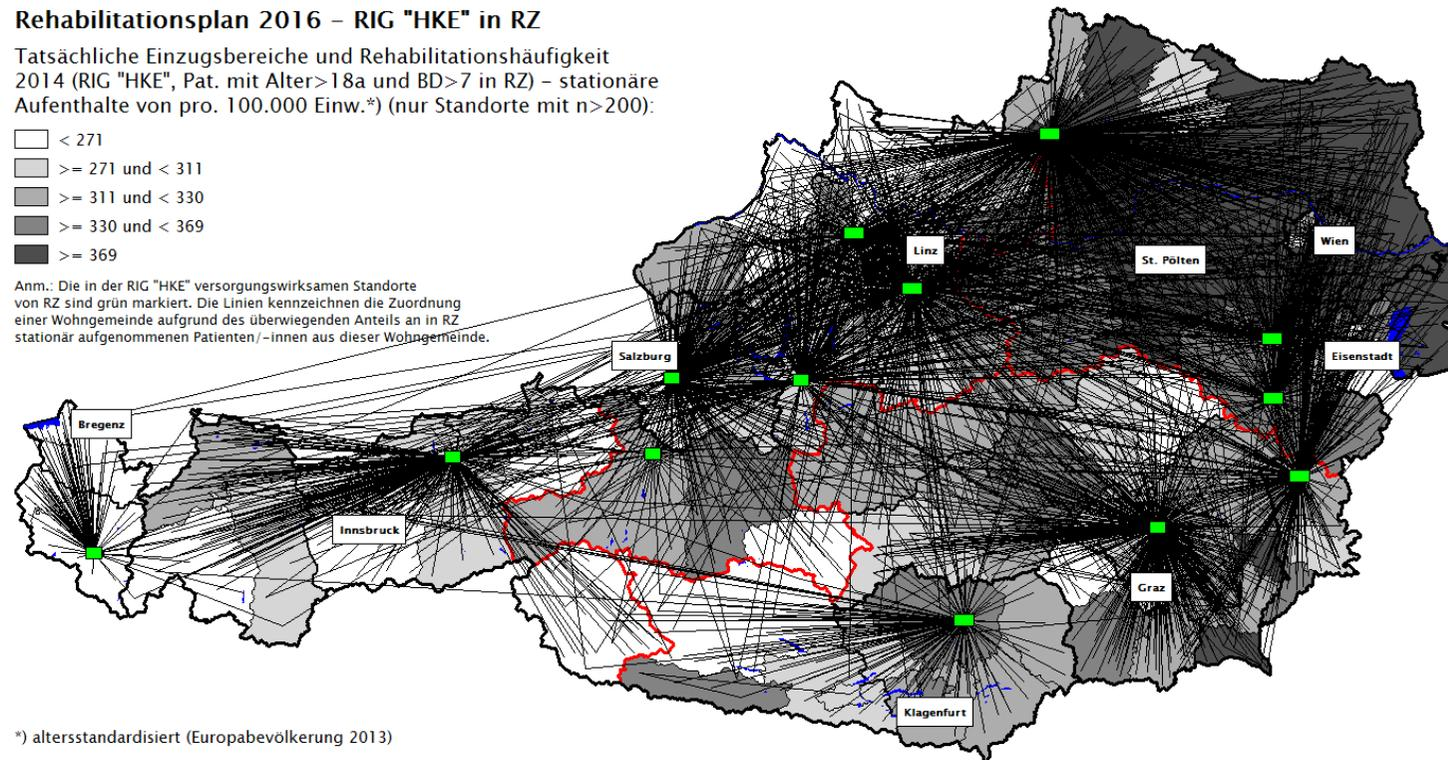 Rehabilitationsplan 2016 – RIG "HKE" in RZ
Tatsächliche Einzugsbereiche und Rehabilitationshäufigkeit
2014 (RIG "HKE", Pat. mit Alter>18a und BD>7 in RZ) – stationäre
Aufenthalte von pro. 100.000 Einw.*) (nur Standorte mit n>200):
< 271
>= 271 und < 311
>= 311 und < 330
>= 330 und < 369
>= 369
Anm.: Die in der RIG "HKE" versorgungswirksamen Standorte
von RZ sind grün markiert. Die Linien kennzeichnen die Zuordnung
einer Wohngemeinde aufgrund des überwiegenden Anteils an in RZ
stationär aufgenommenen Patienten/-innen aus dieser Wohngemeinde.
Linz
Wien
St. Pölten
Salzburg
Eisenstadt
Bregenz
Innsbruck
Graz
Klagenfurt
*) altersstandardisiert (Europabevölkerung 2013)